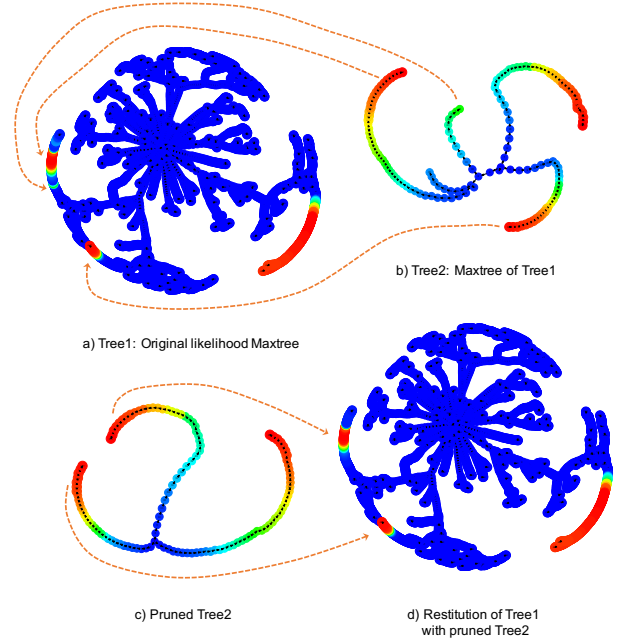 b) Tree2: Maxtree of Tree1
a) Tree1: Original likelihood Maxtree
c) Pruned Tree2
d) Restitution of Tree1
with pruned Tree2